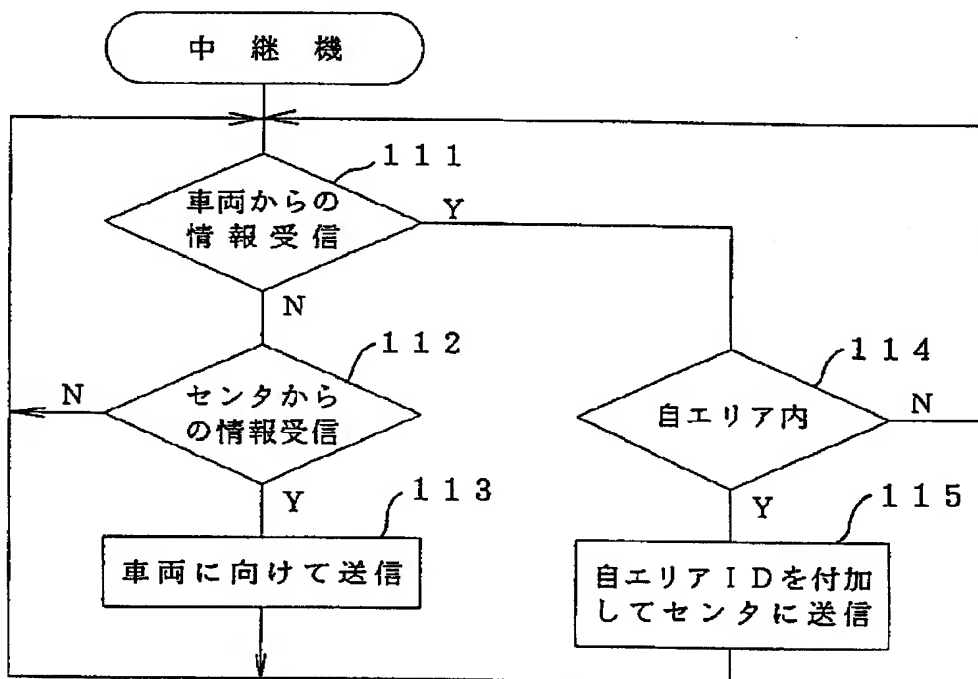 中継機
111
車両からの
情報受信
Y
N
112
センタから
の情報受信
N
Y
113
車両に向けて送信
114
自エリア内
N
Y
115
自エリアIDを付加
してセンタに送信